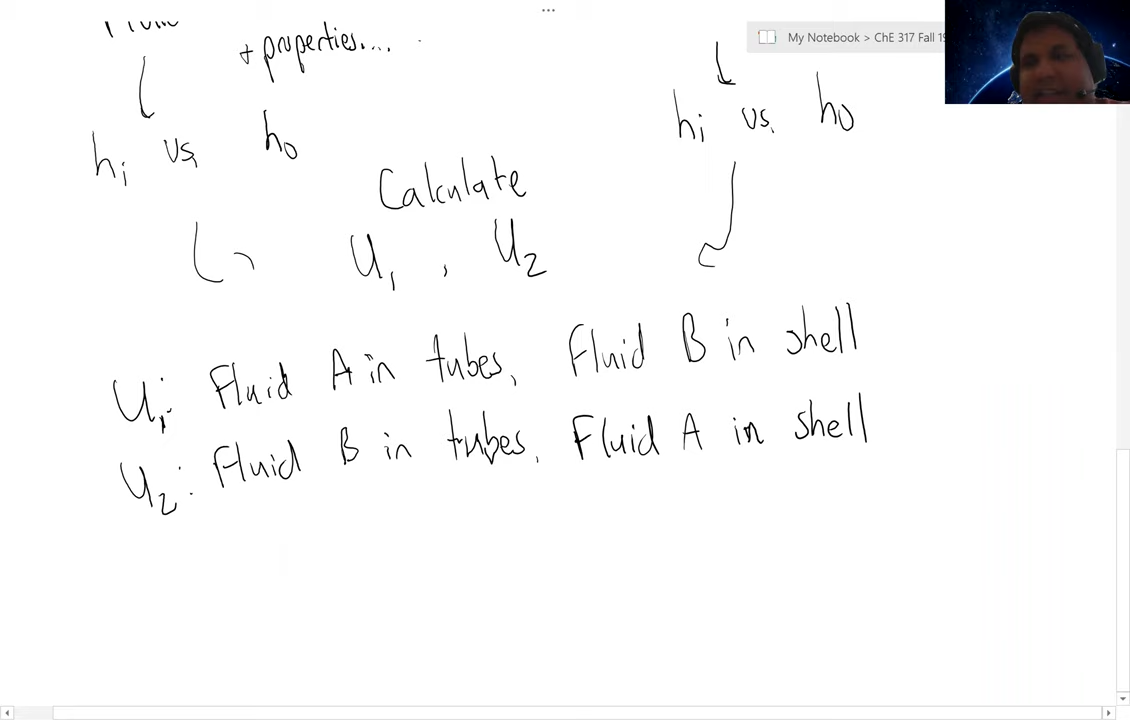 + properties....
My Notebook > ChE 317 Fall 19
hi vs. ho
hi vs. ho
Calculate
U1, U2
U1: Fluid A in tubes, Fluid B in shell
U2: Fluid B in tubes, Fluid A in shell